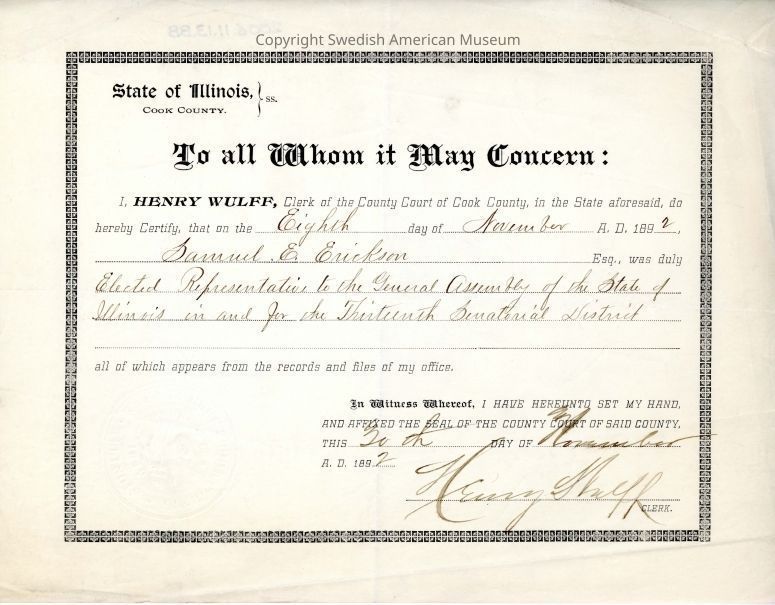 Copyright Swedish American Museum
State of Illinois, } ss.
COOK COUNTY.
To all Whom it May Concern:
I, HENRY WULFF, Clerk of the County Court of Cook County, in the State aforesaid, do
hereby Certify, that on the Eighth day of November A. D. 1892,
Samuel E. Erickson Esq., was duly
Elected Representative to the General Assembly of the State of
Illinois in and for the Thirteenth Senatorial District
all of which appears from the records and files of my office.
In Witness Whereof, I HAVE HEREUNTO SET MY HAND,
AND AFFIXED THE SEAL OF THE COUNTY COURT OF SAID COUNTY,
THIS 30th DAY OF November
A. D. 1892
Henry Wulff
CLERK.